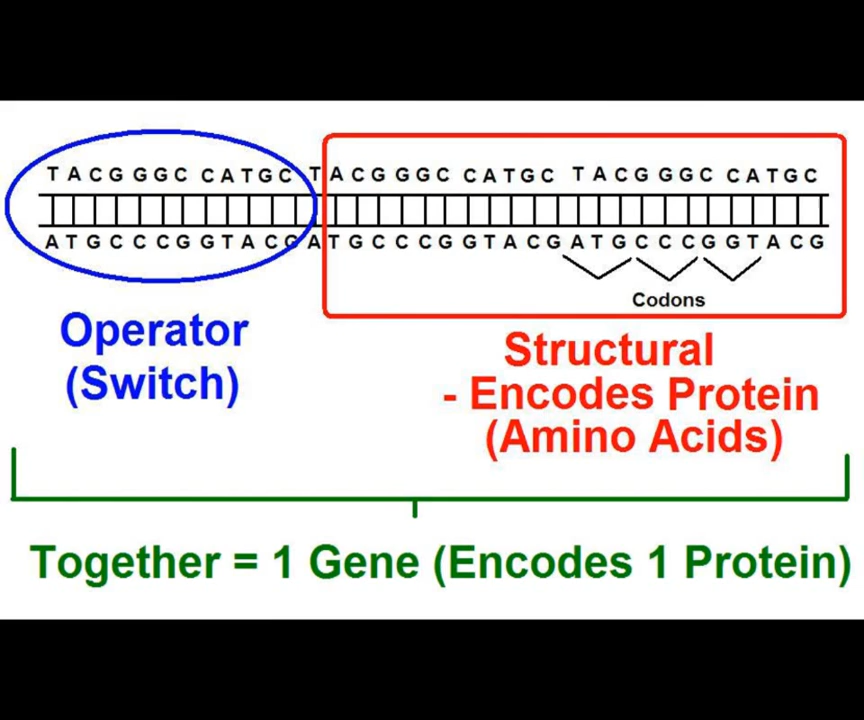 TACGGGC CATGC TACGGGC CATGC TACGGGC CATGC
ATGCCCGGTACGATGCCCGGTACGATGCCCGGTACG
Codons
Operator
(Switch)
Structural
- Encodes Protein
(Amino Acids)
Together = 1 Gene (Encodes 1 Protein)